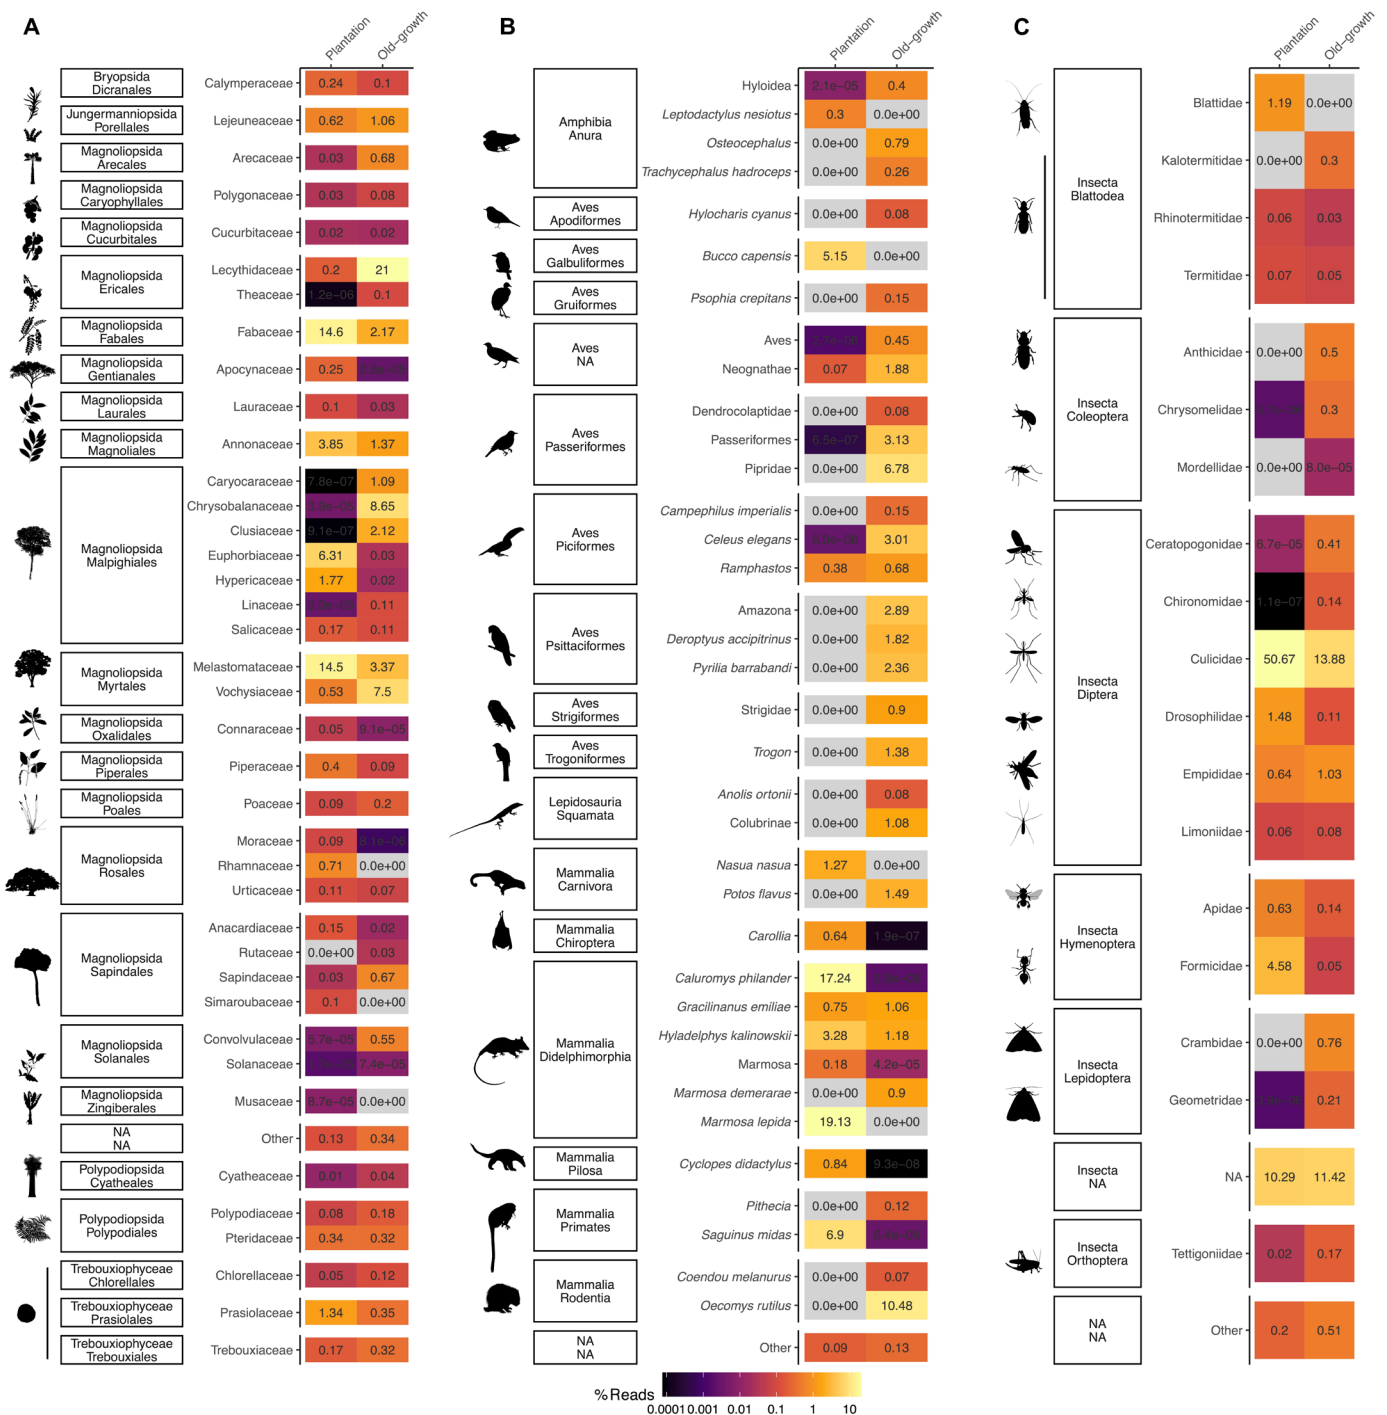 A
Plantation
Old−growth
Bryopsida
Dicranales
Calymperaceae 0.24 0.1
Jungermanniopsida
Porellales
Lejeuneaceae 0.62 1.06
Magnoliopsida
Arecales
Arecaceae 0.03 0.68
Magnoliopsida
Caryophyllales
Polygonaceae 0.03 0.08
Magnoliopsida
Cucurbitales
Cucurbitaceae 0.02 0.02
Magnoliopsida
Ericales
Lecythidaceae 0.2 21
Theaceae 1.2e−06 0.1
Magnoliopsida
Fabales
Fabaceae 14.6 2.17
Magnoliopsida
Gentianales
Apocynaceae 0.25
Magnoliopsida
Laurales
Lauraceae 0.1 0.03
Magnoliopsida
Magnoliales
Annonaceae 3.85 1.37
Magnoliopsida
Malpighiales
Caryocaraceae 7.8e−07 1.09
Chrysobalanaceae 8.65
Clusiaceae 9.1e−07 2.12
Euphorbiaceae 6.31 0.03
Hypericaceae 1.77 0.02
Linaceae 0.11
Salicaceae 0.17 0.11
Magnoliopsida
Myrtales
Melastomataceae 14.5 3.37
Vochysiaceae 0.53 7.5
Magnoliopsida
Oxalidales
Connaraceae 0.05 9.1e−05
Magnoliopsida
Piperales
Piperaceae 0.4 0.09
Magnoliopsida
Poales
Poaceae 0.09 0.2
Magnoliopsida
Rosales
Moraceae 0.09
Rhamnaceae 0.71 0.0e+00
Urticaceae 0.11 0.07
Magnoliopsida
Sapindales
Anacardiaceae 0.15 0.02
Rutaceae 0.0e+00 0.03
Sapindaceae 0.03 0.67
Simaroubaceae 0.1 0.0e+00
Magnoliopsida
Solanales
Convolvulaceae 5.7e−05 0.55
Solanaceae 7.4e−05
Magnoliopsida
Zingiberales
Musaceae 8.7e−05 0.0e+00
NA
NA
Other 0.13 0.34
Polypodiopsida
Cyatheales
Cyatheaceae 0.01 0.04
Polypodiopsida
Polypodiales
Polypodiaceae 0.08 0.18
Pteridaceae 0.34 0.32
Trebouxiophyceae
Chlorellales
Chlorellaceae 0.05 0.12
Trebouxiophyceae
Prasiolales
Prasiolaceae 1.34 0.35
Trebouxiophyceae
Trebouxiales
Trebouxiaceae 0.17 0.32
B
Plantation
Old−growth
Amphibia
Anura
Hyloidea 2.1e−05 0.4
Leptodactylus nesiotus 0.3 0.0e+00
Osteocephalus 0.0e+00 0.79
Trachycephalus hadroceps 0.0e+00 0.26
Aves
Apodiformes
Hylocharis cyanus 0.0e+00 0.08
Aves
Galbuliformes
Bucco capensis 5.15 0.0e+00
Aves
Gruiformes
Psophia crepitans 0.0e+00 0.15
Aves
NA
Aves 0.45
Neognathae 0.07 1.88
Aves
Passeriformes
Dendrocolaptidae 0.0e+00 0.08
Passeriformes 6.5e−07 3.13
Pipridae 0.0e+00 6.78
Aves
Piciformes
Campephilus imperialis 0.0e+00 0.15
Celeus elegans 3.01
Ramphastos 0.38 0.68
Aves
Psittaciformes
Amazona 0.0e+00 2.89
Deroptyus accipitrinus 0.0e+00 1.82
Pyrilia barrabandi 0.0e+00 2.36
Aves
Strigiformes
Strigidae 0.0e+00 0.9
Aves
Trogoniformes
Trogon 0.0e+00 1.38
Lepidosauria
Squamata
Anolis ortonii 0.0e+00 0.08
Colubrinae 0.0e+00 1.08
Mammalia
Carnivora
Nasua nasua 1.27 0.0e+00
Potos flavus 0.0e+00 1.49
Mammalia
Chiroptera
Carollia 0.64 1.9e−07
Mammalia
Didelphimorphia
Caluromys philander 17.24
Gracilinanus emiliae 0.75 1.06
Hyladelphys kalinowskii 3.28 1.18
Marmosa 0.18 4.2e−05
Marmosa demerarae 0.0e+00 0.9
Marmosa lepida 19.13 0.0e+00
Mammalia
Pilosa
Cyclopes didactylus 0.84 9.3e−08
Mammalia
Primates
Pithecia 0.0e+00 0.12
Saguinus midas 6.9
Mammalia
Rodentia
Coendou melanurus 0.0e+00 0.07
Oecomys rutilus 0.0e+00 10.48
NA
NA
Other 0.09 0.13
C
Plantation
Old−growth
Insecta
Blattodea
Blattidae 1.19 0.0e+00
Kalotermitidae 0.0e+00 0.3
Rhinotermitidae 0.06 0.03
Termitidae 0.07 0.05
Insecta
Coleoptera
Anthicidae 0.0e+00 0.5
Chrysomelidae 0.3
Mordellidae 0.0e+00 8.0e−05
Insecta
Diptera
Ceratopogonidae 6.7e−05 0.41
Chironomidae 1.1e−07 0.14
Culicidae 50.67 13.88
Drosophilidae 1.48 0.11
Empididae 0.64 1.03
Limoniidae 0.06 0.08
Insecta
Hymenoptera
Apidae 0.63 0.14
Formicidae 4.58 0.05
Insecta
Lepidoptera
Crambidae 0.0e+00 0.76
Geometridae 0.21
Insecta
NA
NA 10.29 11.42
Insecta
Orthoptera
Tettigoniidae 0.02 0.17
NA
NA
Other 0.2 0.51
% Reads
0.0001 0.001 0.01 0.1 1 10